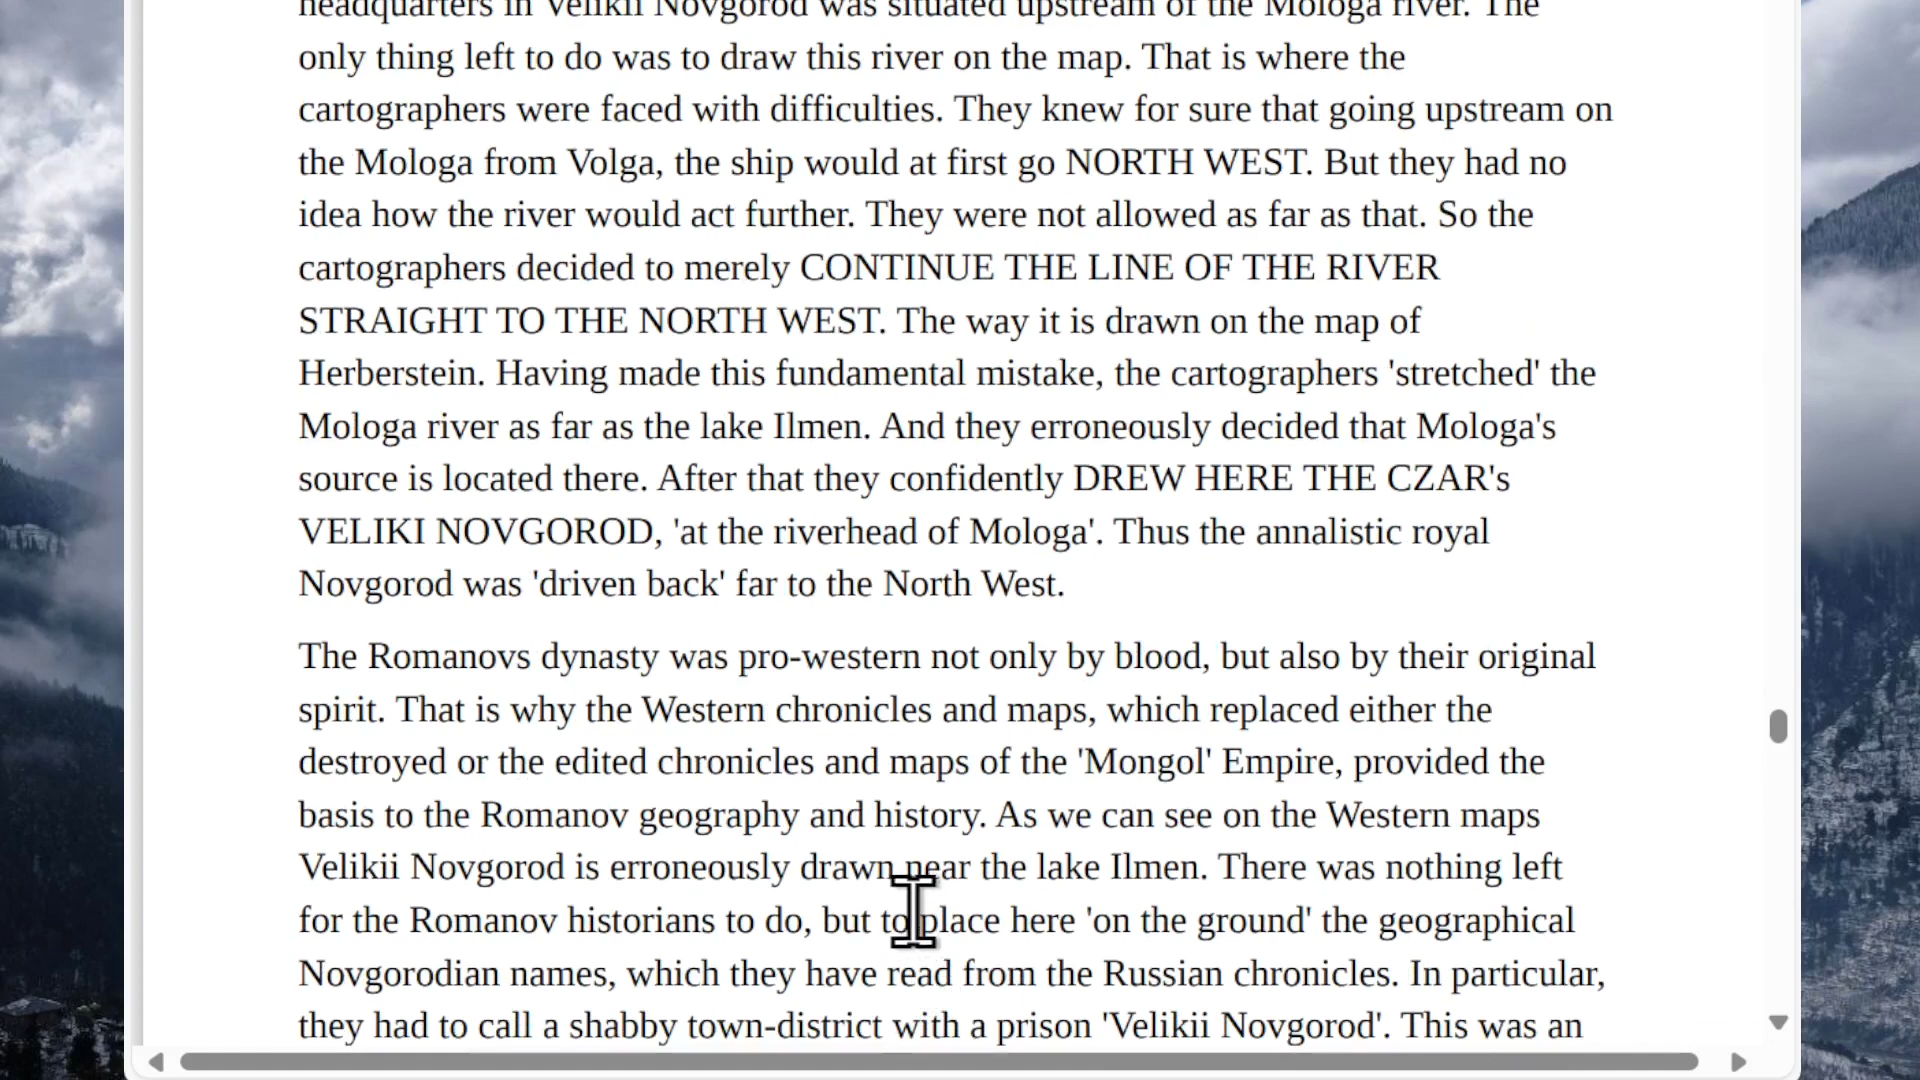 headquarters in Velikii Novgorod was situated upstream of the Mologa river. The
only thing left to do was to draw this river on the map. That is where the
cartographers were faced with difficulties. They knew for sure that going upstream on
the Mologa from Volga, the ship would at first go NORTH WEST. But they had no
idea how the river would act further. They were not allowed as far as that. So the
cartographers decided to merely CONTINUE THE LINE OF THE RIVER
STRAIGHT TO THE NORTH WEST. The way it is drawn on the map of
Herberstein. Having made this fundamental mistake, the cartographers 'stretched' the
Mologa river as far as the lake Ilmen. And they erroneously decided that Mologa's
source is located there. After that they confidently DREW HERE THE CZAR's
VELIKI NOVGOROD, 'at the riverhead of Mologa'. Thus the annalistic royal
Novgorod was 'driven back' far to the North West.
The Romanovs dynasty was pro-western not only by blood, but also by their original
spirit. That is why the Western chronicles and maps, which replaced either the
destroyed or the edited chronicles and maps of the 'Mongol' Empire, provided the
basis to the Romanov geography and history. As we can see on the Western maps
Velikii Novgorod is erroneously drawn near the lake Ilmen. There was nothing left
for the Romanov historians to do, but to place here 'on the ground' the geographical
Novgorodian names, which they have read from the Russian chronicles. In particular,
they had to call a shabby town-district with a prison 'Velikii Novgorod'. This was an